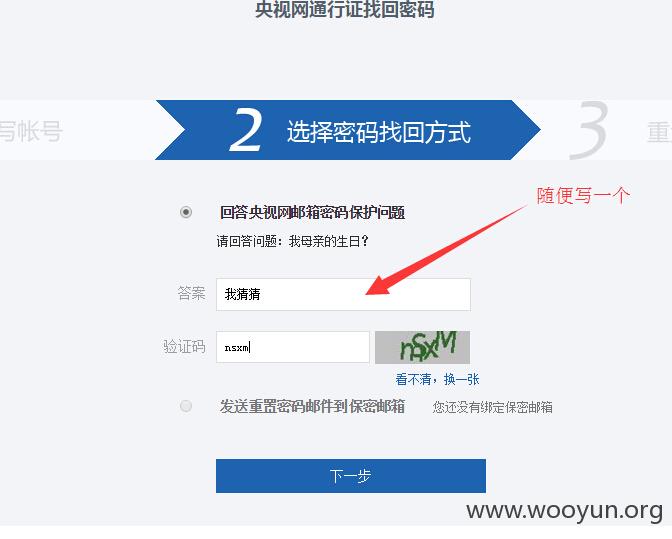 央视网通行证找回密码
写帐号
2 选择密码找回方式
3 重
随便写一个
回答央视网邮箱密码保护问题
请回答问题：我母亲的生日？
答案 我猜猜
验证码 nsxm nsxM
看不清，换一张
发送重置密码邮件到保密邮箱 您还没有绑定保密邮箱
下一步
www.wooyun.org